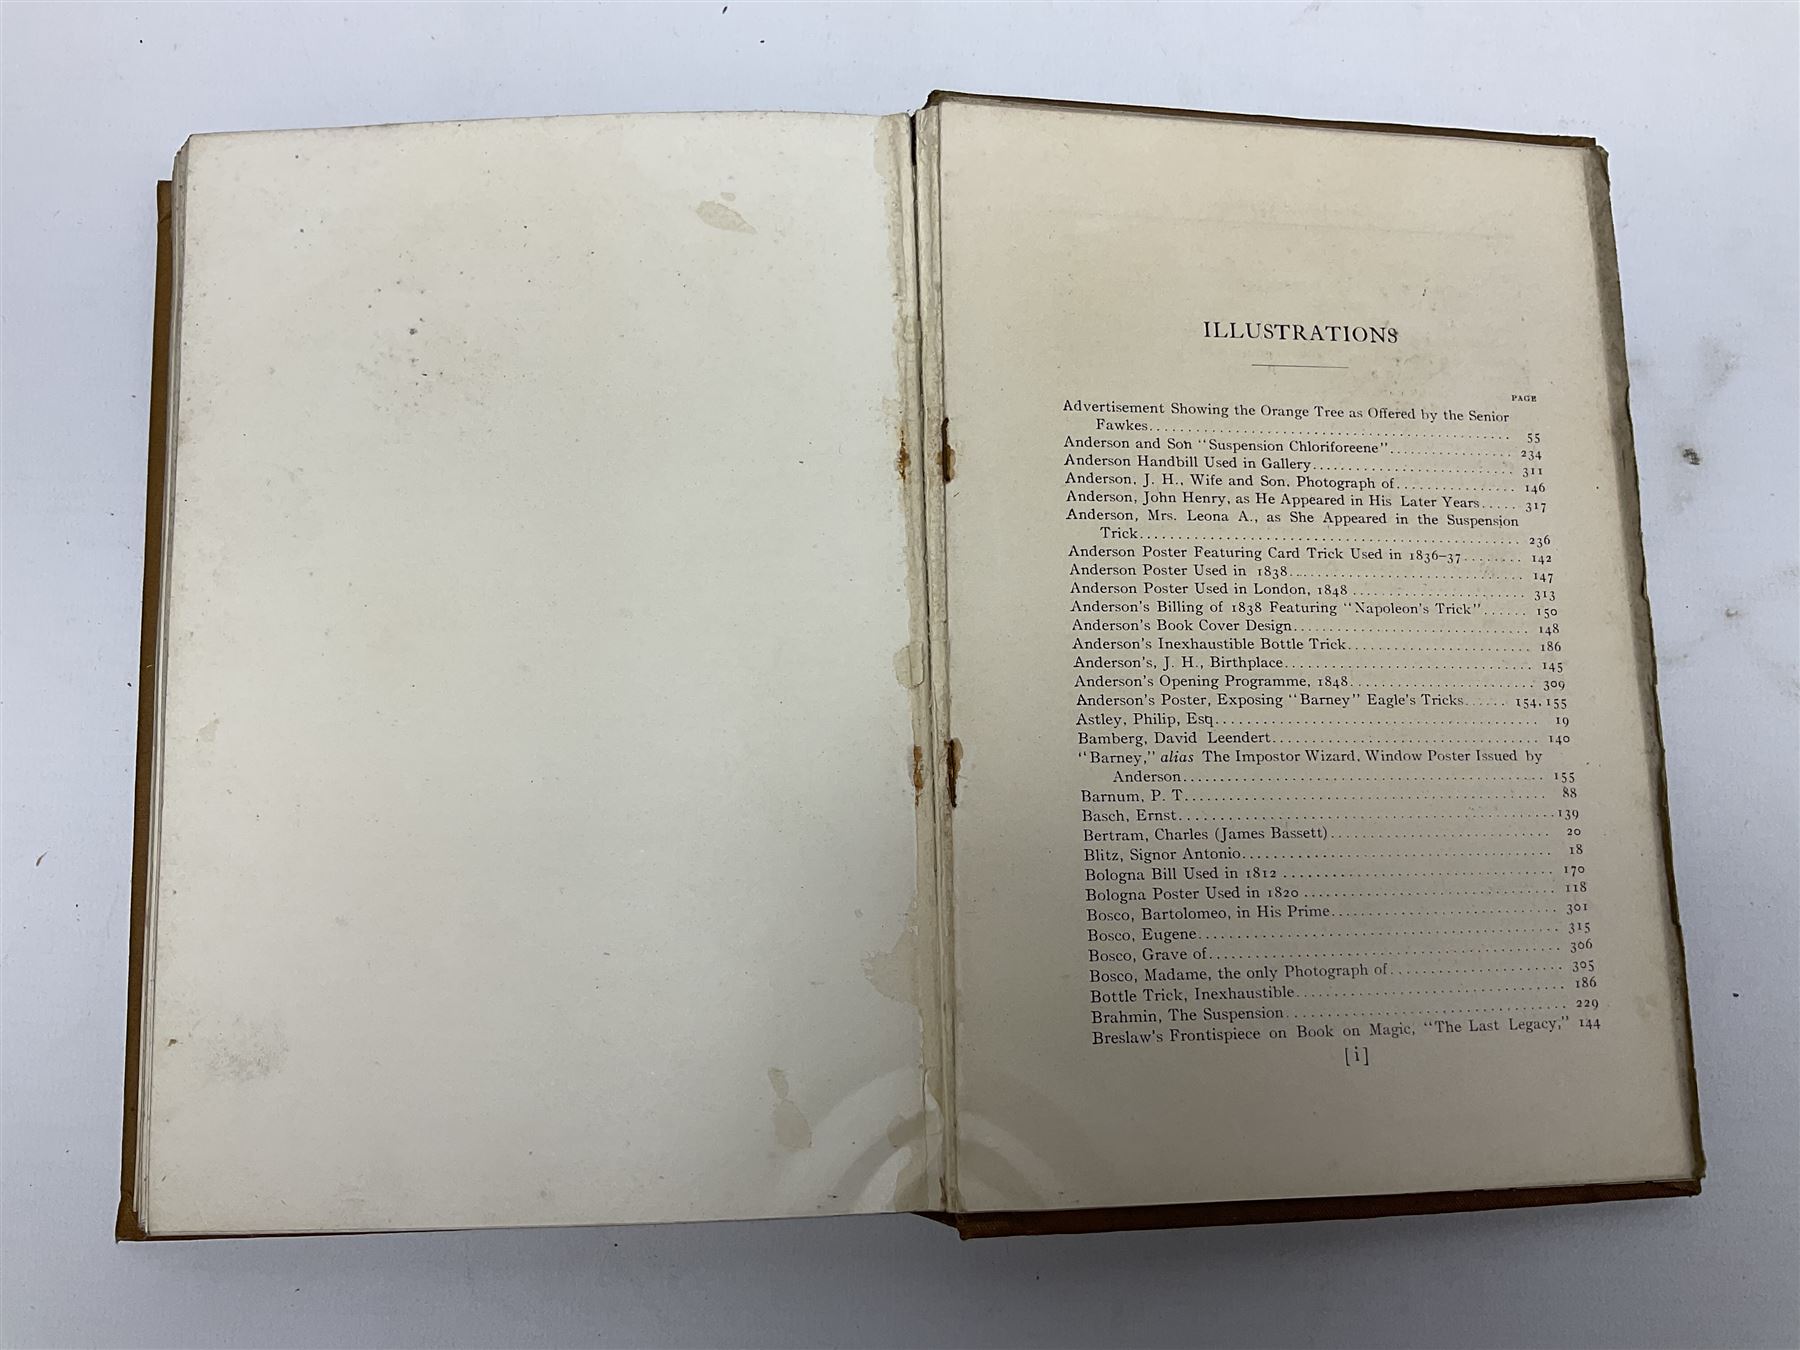 ILLUSTRATIONS
PAGE
Advertisement Showing the Orange Tree as Offered by the Senior
Fawkes.......... 55
Anderson and Son "Suspension Chloriforeene".......... 234
Anderson Handbill Used in Gallery.......... 311
Anderson, J. H., Wife and Son, Photograph of.......... 146
Anderson, John Henry, as He Appeared in His Later Years..... 317
Anderson, Mrs. Leona A., as She Appeared in the Suspension
Trick.......... 236
Anderson Poster Featuring Card Trick Used in 1836-37........ 142
Anderson Poster Used in 1838.......... 147
Anderson Poster Used in London, 1848.......... 313
Anderson's Billing of 1838 Featuring "Napoleon's Trick"...... 150
Anderson's Book Cover Design.......... 148
Anderson's Inexhaustible Bottle Trick.......... 186
Anderson's, J. H., Birthplace.......... 145
Anderson's Opening Programme, 1848.......... 309
Anderson's Poster, Exposing "Barney" Eagle's Tricks...... 154, 155
Astley, Philip, Esq.......... 19
Bamberg, David Leendert.......... 140
"Barney," alias The Impostor Wizard, Window Poster Issued by
Anderson.......... 155
Barnum, P. T.......... 88
Basch, Ernst.......... 139
Bertram, Charles (James Bassett).......... 20
Blitz, Signor Antonio.......... 18
Bologna Bill Used in 1812.......... 170
Bologna Poster Used in 1820.......... 118
Bosco, Bartolomeo, in His Prime.......... 301
Bosco, Eugene.......... 315
Bosco, Grave of.......... 306
Bosco, Madame, the only Photograph of.......... 305
Bottle Trick, Inexhaustible.......... 186
Brahmin, The Suspension.......... 229
Breslaw's Frontispiece on Book on Magic, "The Last Legacy," 144
[i]